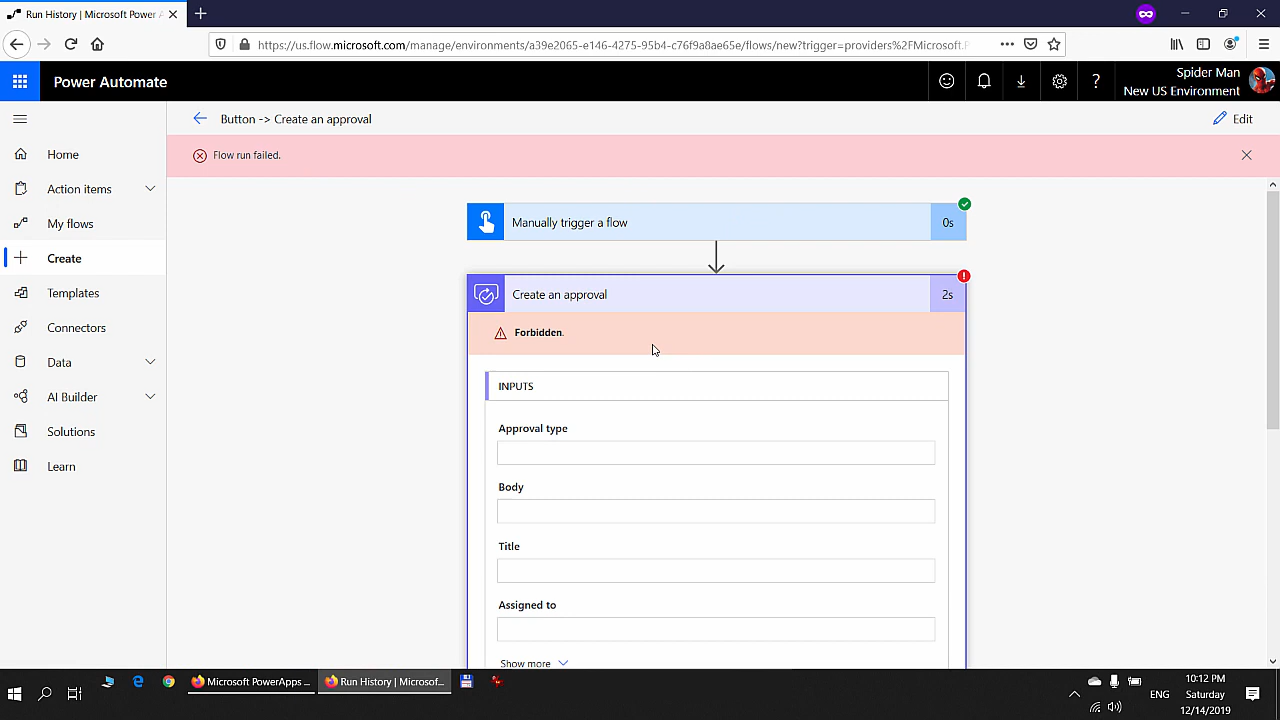 Run History | Microsoft Power A
https://us.flow.microsoft.com/manage/environments/a39e20f5-e146-4275-95b4-c76f9aeb65e/flows/new?trigger=providers%2FMicrosoft.P
Power Automate
Spider Man
New US Environment
Button -> Create an approval
Edit
Flow run failed.
Home
Action items
My flows
Create
Templates
Connectors
Data
AI Builder
Solutions
Learn
Manually trigger a flow
0s
Create an approval
2s
Forbidden.
INPUTS
Approval type
Body
Title
Assigned to
Show more
Microsoft PowerApps ...
Run History | Microsof...
ENG
10:12 PM
Saturday
12/14/2019